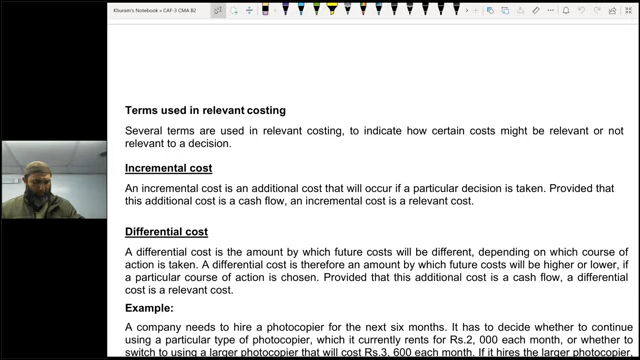 Khuram's Notebook » CAF-3 CMA B2
Terms used in relevant costing
Several terms are used in relevant costing, to indicate how certain costs might be relevant or not
relevant to a decision.
Incremental cost
An incremental cost is an additional cost that will occur if a particular decision is taken. Provided that
this additional cost is a cash flow, an incremental cost is a relevant cost.
Differential cost
A differential cost is the amount by which future costs will be different, depending on which course of
action is taken. A differential cost is therefore an amount by which future costs will be higher or lower, if
a particular course of action is chosen. Provided that this additional cost is a cash flow, a differential
cost is a relevant cost.
Example:
A company needs to hire a photocopier for the next six months. It has to decide whether to continue
using a particular type of photocopier, which it currently rents for Rs.2, 000 each month, or whether to
switch to using a larger photocopier that will cost Rs.3, 600 each month. If it hires the larger photocopier,